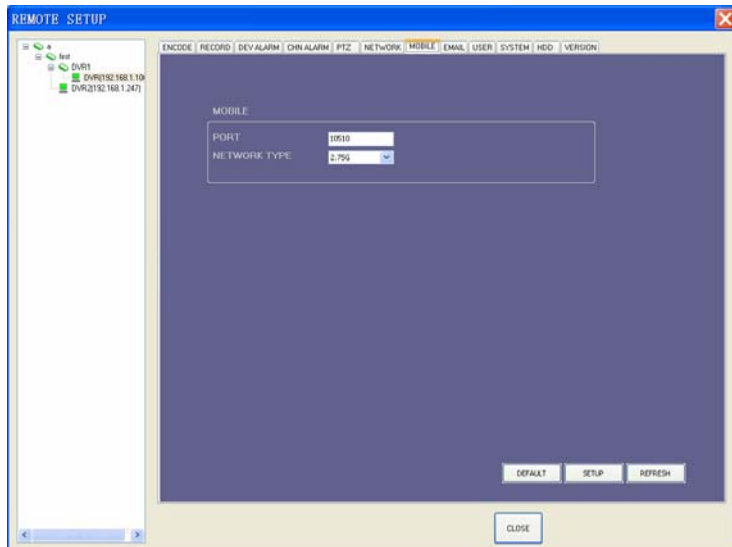 REMOTE SETUP
a
test
DVR1
DVR(192.168.1.10
DVR2(192.168.1.247)
ENCODE RECORD DEV ALARM CHN ALARM PTZ NETWORK MOBILE EMAIL USER SYSTEM HDD VERSION
MOBILE
PORT 10510
NETWORK TYPE 2.75G
DEFAULT SETUP REFRESH
CLOSE